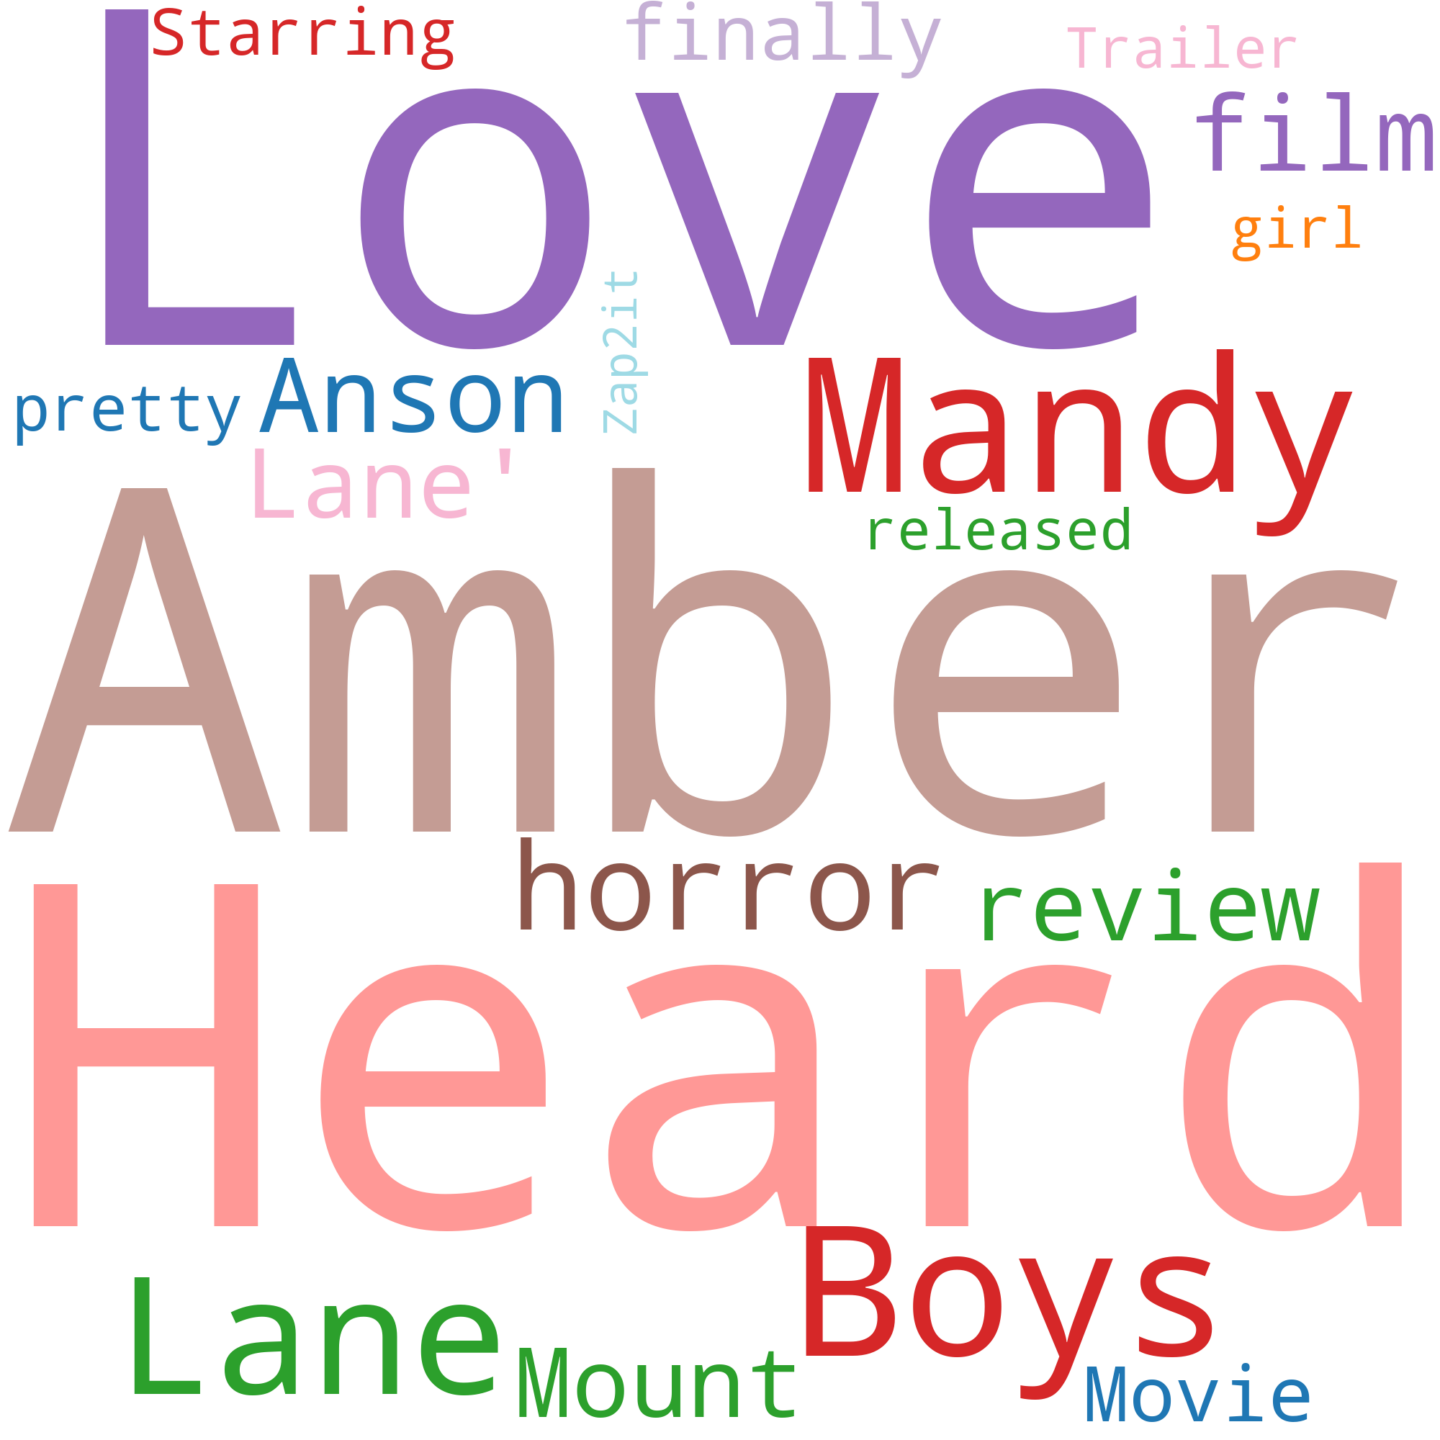 Starring
finally
Trailer
Love
film
girl
Zap2it
pretty
Anson
Mandy
Lane'
released
Amber
horror
review
Heard
Lane
Boys
Mount
Movie